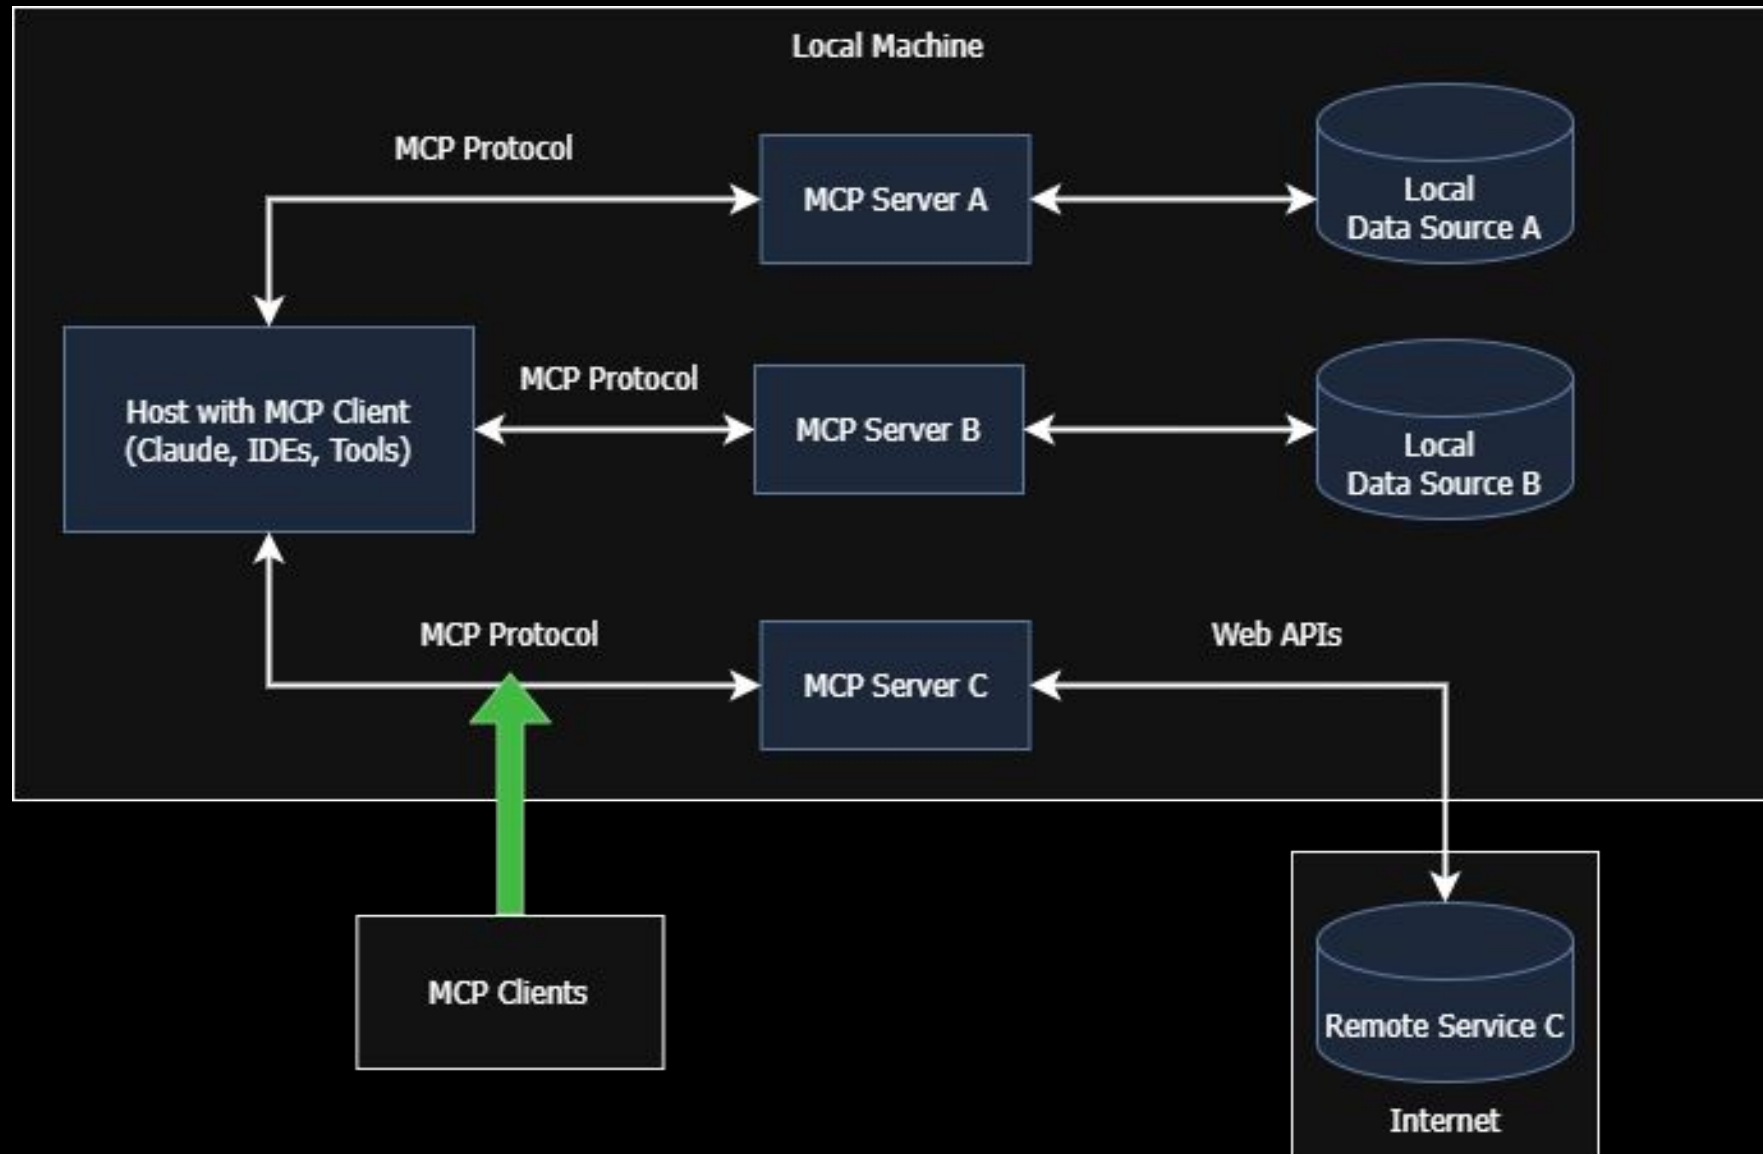 Local Machine
MCP Protocol
MCP Server A
Local
Data Source A
Host with MCP Client
(Claude, IDEs, Tools)
MCP Protocol
MCP Server B
Local
Data Source B
MCP Protocol
MCP Server C
Web APIs
MCP Clients
Remote Service C
Internet